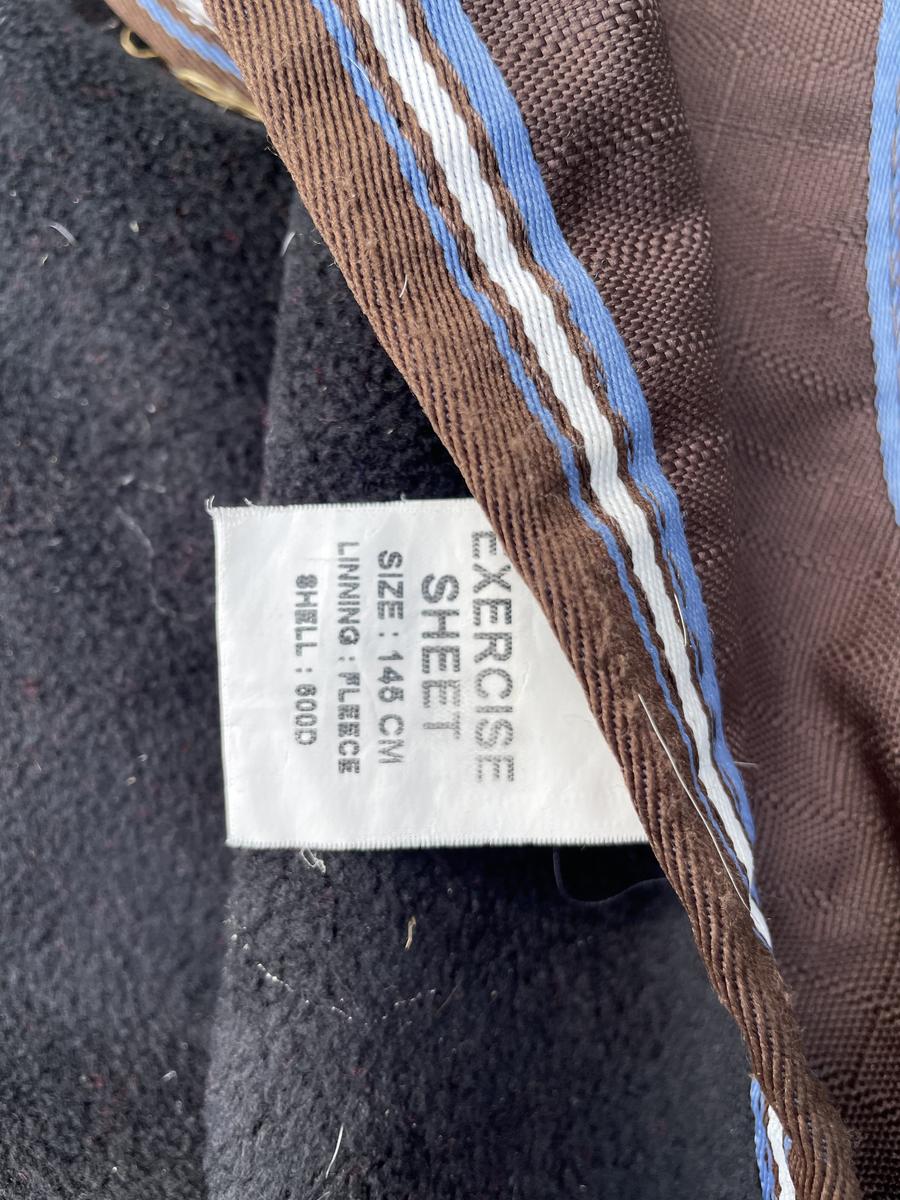 EXERCISE
SHEET
SIZE : 145 CM
LINNING : FLEECE
SHELL : 600D